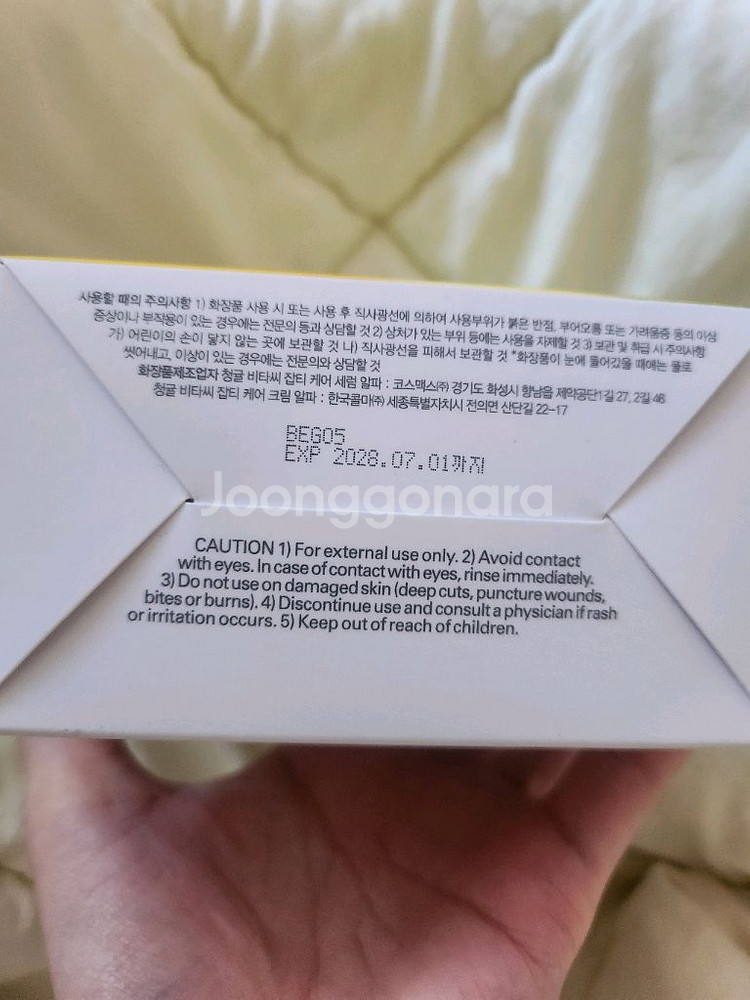 사용할 때의 주의사항 1) 화장품 사용 시 또는 사용 후 직사광선에 의하여 사용부위가 붉은 반점, 부어오름 또는 가려움증 등의 이상
증상이나 부작용이 있는 경우에는 전문의 등과 상담할 것 2) 상처가 있는 부위 등에는 사용을 자제할 것 3) 보관 및 취급 시 주의사항
가) 어린이의 손이 닿지 않는 곳에 보관할 것 나) 직사광선을 피해서 보관할 것 *화장품이 눈에 들어갔을 때에는 물로
씻어내고, 이상이 있는 경우에는 전문의와 상담할 것
화장품제조업자 청귤 비타씨 잡티 케어 세럼 알파 : 코스맥스㈜ 경기도 화성시 향남읍 제약공단1길 27, 2길 46
청귤 비타씨 잡티 케어 크림 알파 : 한국콜마㈜ 세종특별자치시 전의면 산단길 22-17
BEG05
EXP 2028.07.01까지
Joonggonara
CAUTION 1) For external use only. 2) Avoid contact
with eyes. In case of contact with eyes, rinse immediately.
3) Do not use on damaged skin (deep cuts, puncture wounds,
bites or burns). 4) Discontinue use and consult a physician if rash
or irritation occurs. 5) Keep out of reach of children.